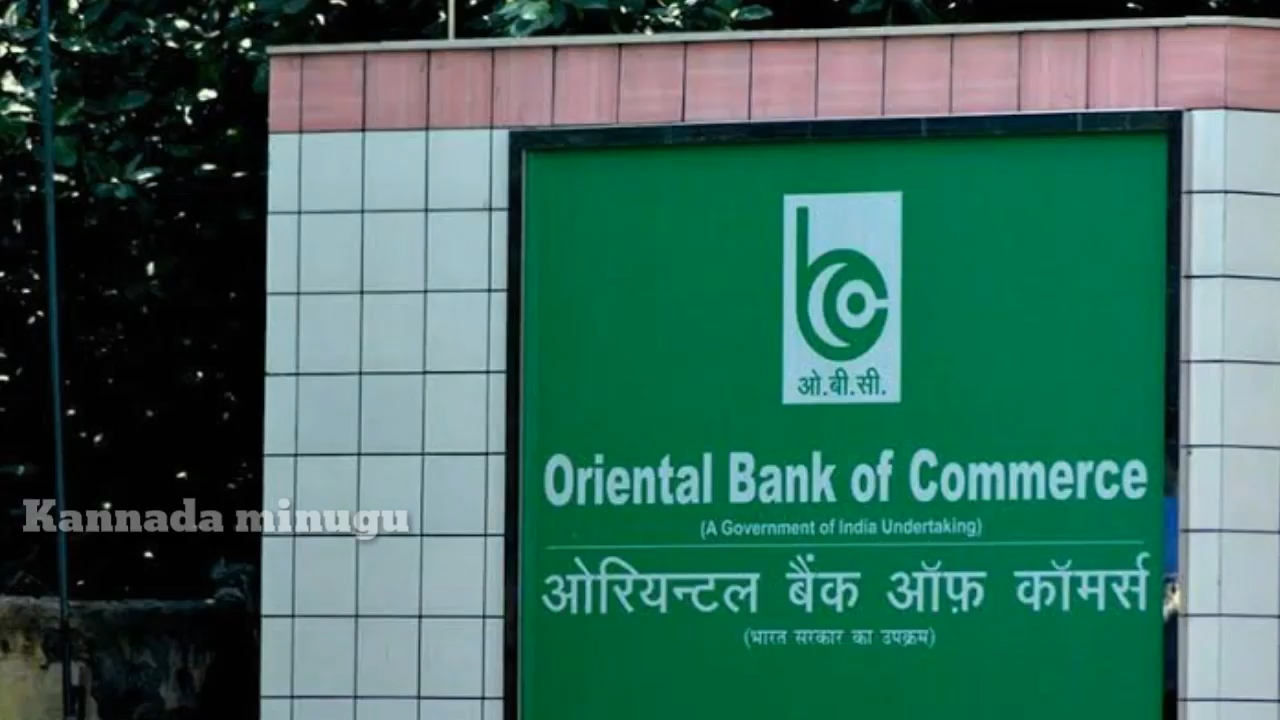 ओ.बी.सी.
Oriental Bank of Commerce
(A Government of India Undertaking)
ओरियन्टल बैंक ऑफ़ कॉमर्स
(भारत सरकार का उपक्रम)
Kannada minugu